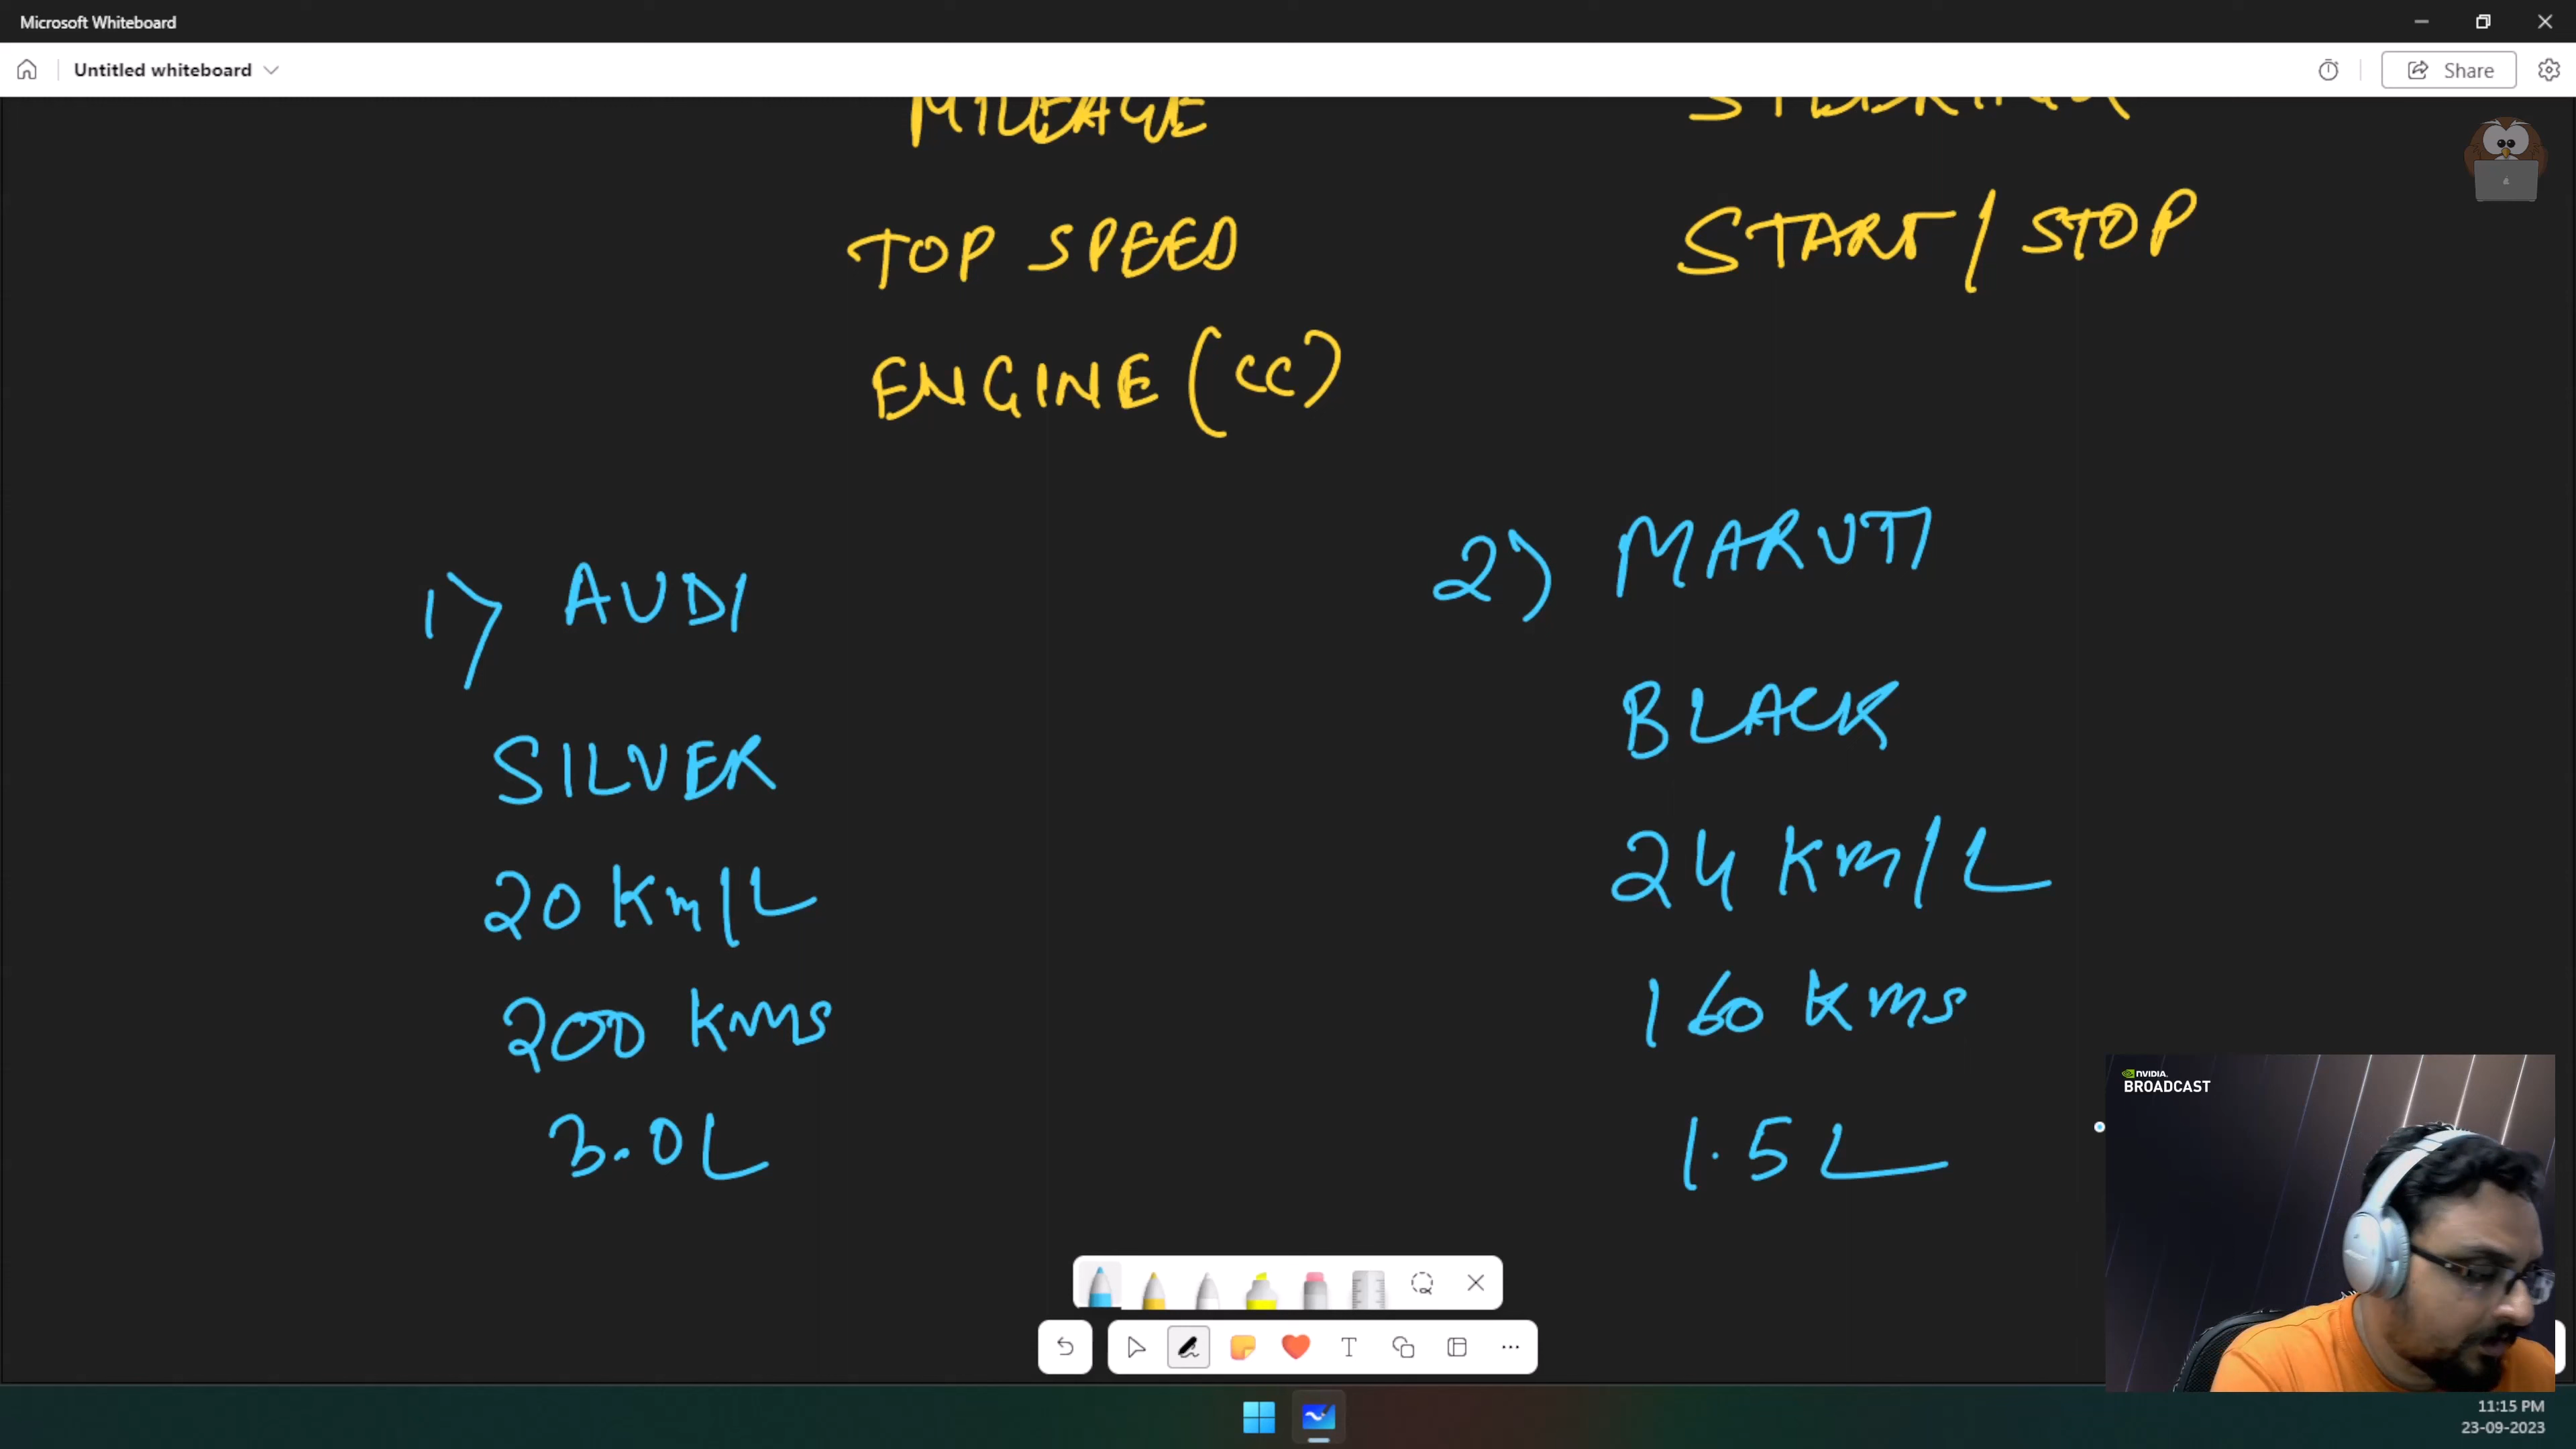 Microsoft Whiteboard
Untitled whiteboard
Share
MILEAGE
TOP SPEED
START/STOP
ENGINE (CC)
1) AUDI
SILVER
20 Km/L
200 Kms
3.0L
2) MARUTI
BLACK
24 Km/L
160 Kms
1.5L
NVIDIA.
BROADCAST
11:15 PM
23-09-2023